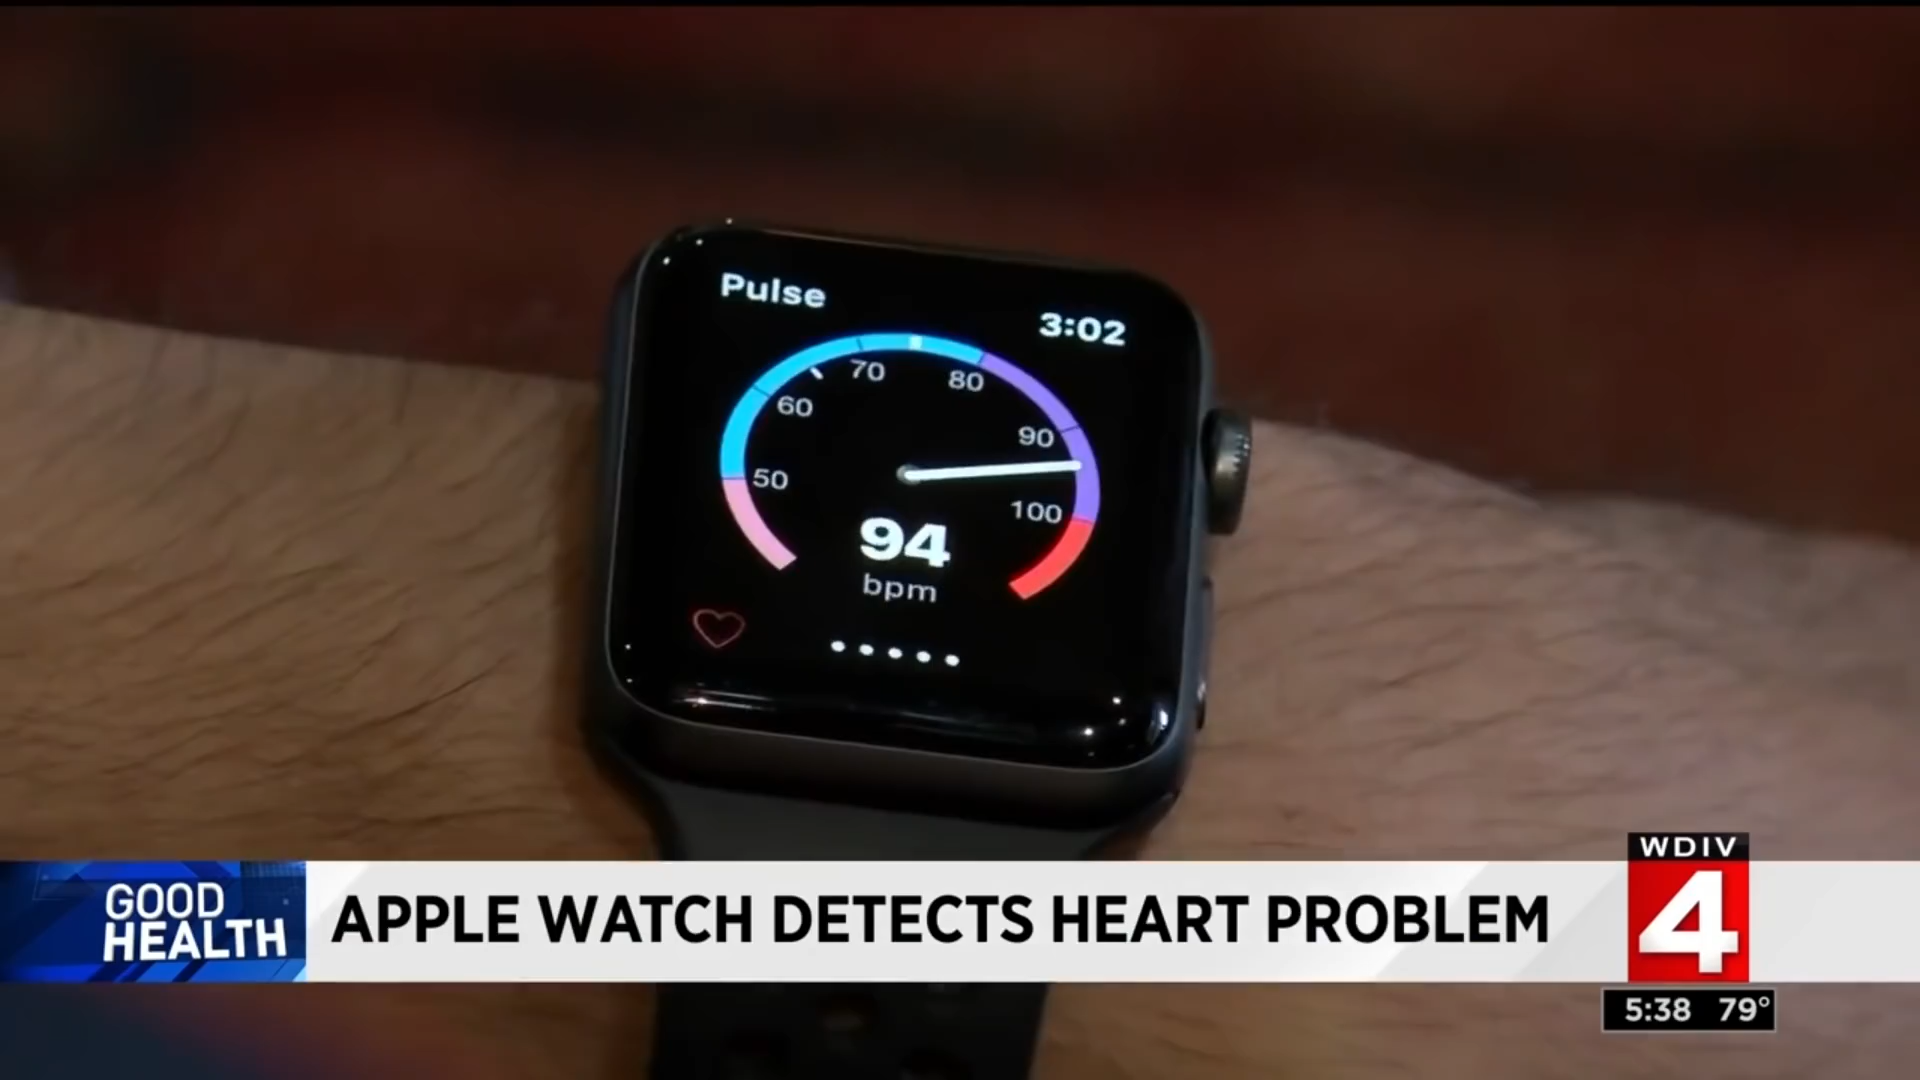 Pulse
3:02
70
80
60
90
50
100
94
bpm
WDIV
4
GOOD
HEALTH
APPLE WATCH DETECTS HEART PROBLEM
5:38 79°